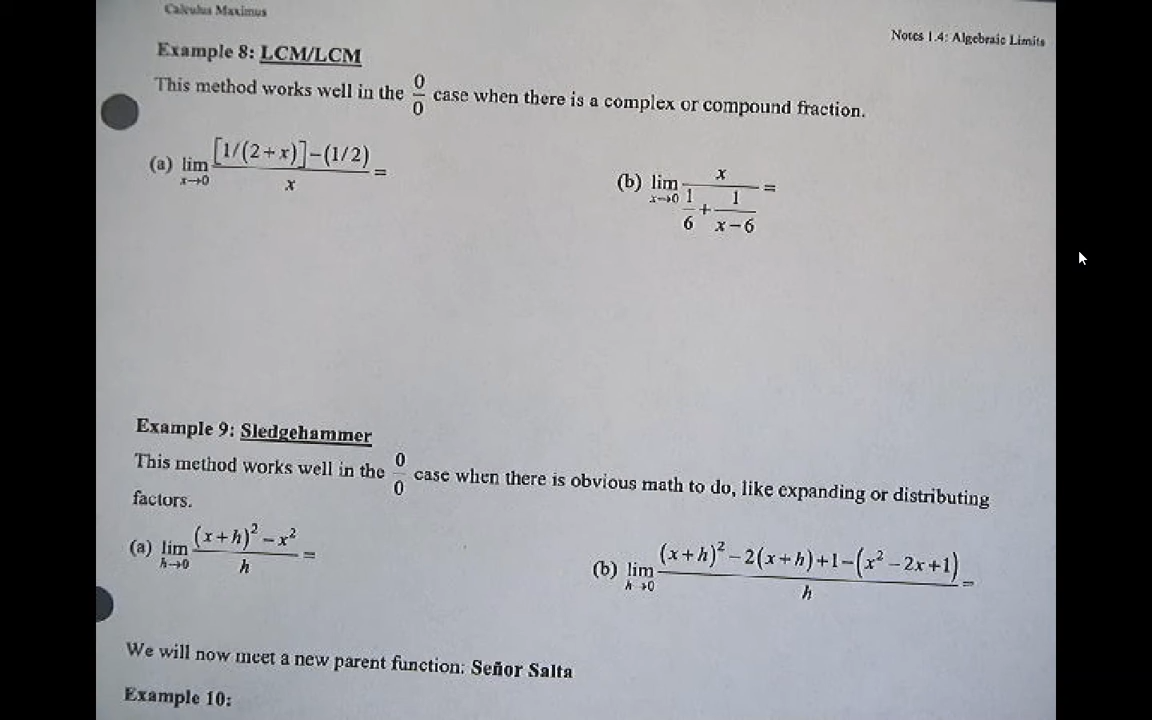 Calculus Maximus
Notes 1.4: Algebraic Limits
Example 8: LCM/LCM
This method works well in the 0/0 case when there is a complex or compound fraction.
(a) lim x→0 [1/(2+x)]−(1/2) / x =
(b) lim x→0 x / (1/6 + 1/(x−6)) =
Example 9: Sledgehammer
This method works well in the 0/0 case when there is obvious math to do, like expanding or distributing
factors.
(a) lim h→0 ((x+h)² − x²) / h =
(b) lim h→0 ((x+h)² − 2(x+h)+1−(x² − 2x+1)) / h =
We will now meet a new parent function: Señor Salta
Example 10: